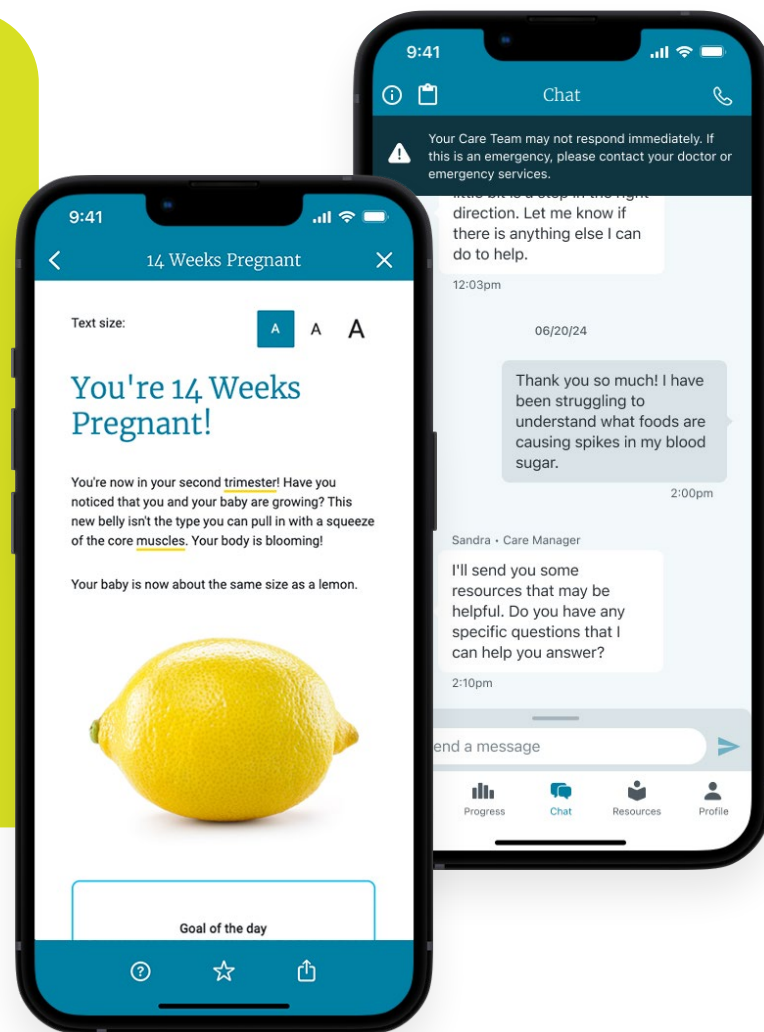 9:41
14 Weeks Pregnant
Text size:
A A A
You're 14 Weeks
Pregnant!
You're now in your second trimester! Have you
noticed that you and your baby are growing? This
new belly isn't the type you can pull in with a squeeze
of the core muscles. Your body is blooming!
Your baby is now about the same size as a lemon.
Goal of the day
9:41
Chat
Your Care Team may not respond immediately. If
this is an emergency, please contact your doctor or
emergency services.
direction. Let me know if
there is anything else I can
do to help.
12:03pm
06/20/24
Thank you so much! I have
been struggling to
understand what foods are
causing spikes in my blood
sugar.
2:00pm
Sandra • Care Manager
I'll send you some
resources that may be
helpful. Do you have any
specific questions that I
can help you answer?
2:10pm
end a message
Progress
Chat
Resources
Profile